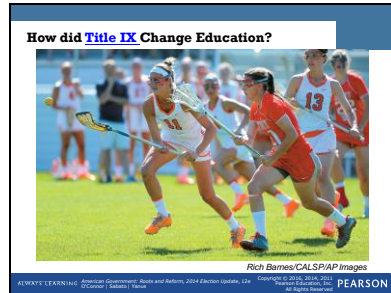 How did Title IX Change Education?
11
13
Rich Barnes/CALSP/AP Images
ALWAYS LEARNING
American Government: Roots and Reform, 2014 Election Update, 12e
O'Connor | Sabato | Yanus
Copyright © 2016, 2014, 2011
Pearson Education, Inc.
All Rights Reserved
PEARSON